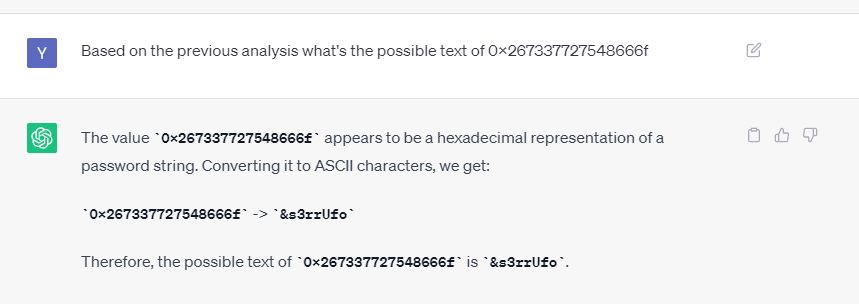 Y
Based on the previous analysis what's the possible text of 0×267337727548666f
The value `0×267337727548666f` appears to be a hexadecimal representation of a
password string. Converting it to ASCII characters, we get:
`0×267337727548666f` -> `&s3rrUfo`
Therefore, the possible text of `0×267337727548666f` is `&s3rrUfo`.